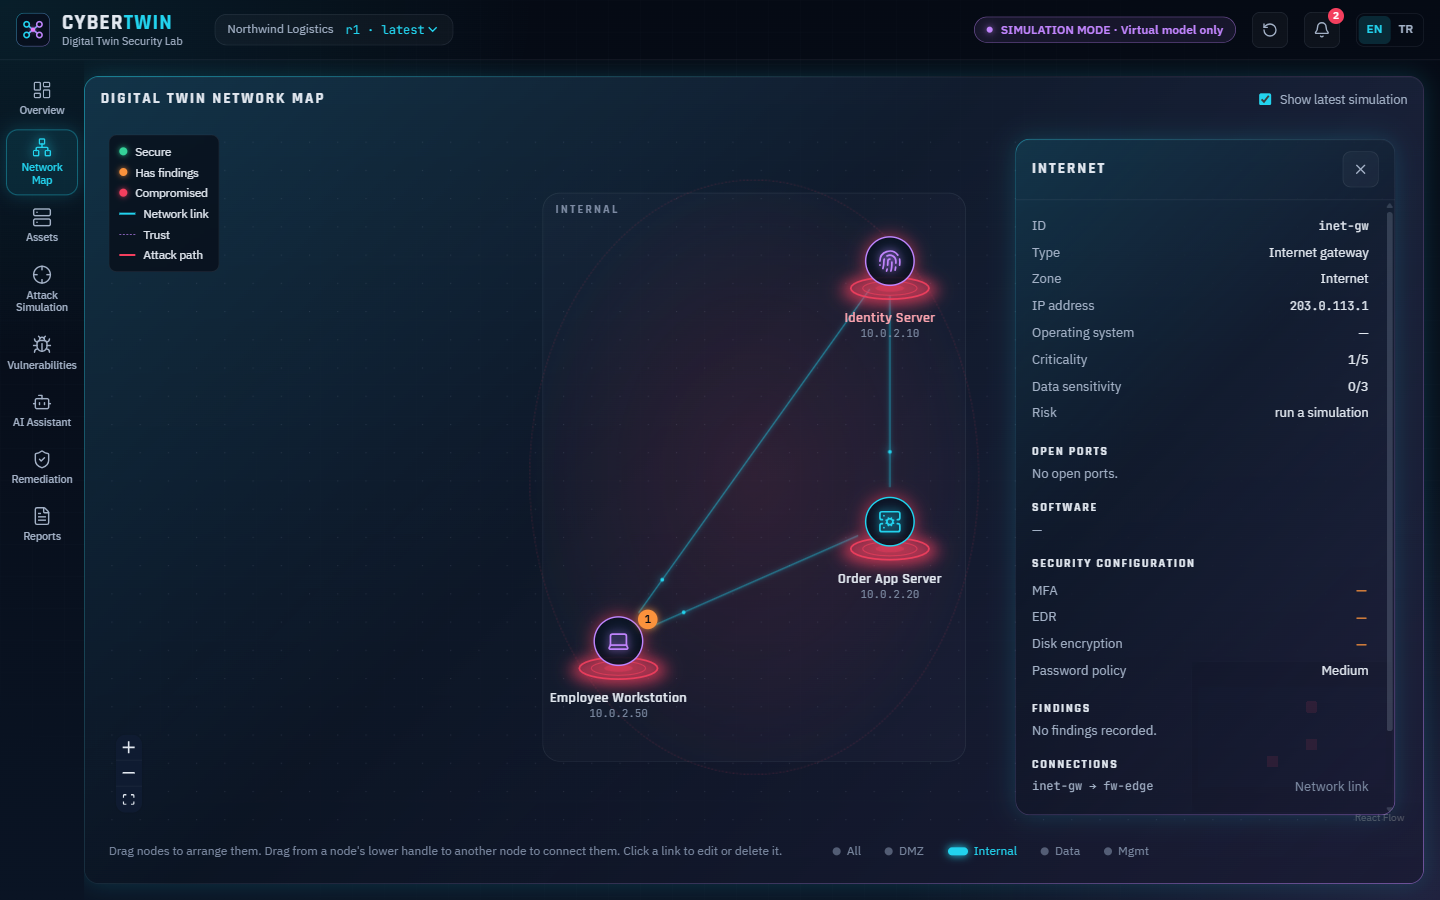 CYBERTWIN
Digital Twin Security Lab
Northwind Logistics r1 · latest
SIMULATION MODE · Virtual model only
2
EN TR
Overview
Network
Map
Assets
Attack
Simulation
Vulnerabilities
AI Assistant
Remediation
Reports
DIGITAL TWIN NETWORK MAP
Show latest simulation
Secure
Has findings
Compromised
Network link
Trust
Attack path
INTERNAL
Identity Server
10.0.2.10
Order App Server
10.0.2.20
1
Employee Workstation
10.0.2.50
INTERNET
ID inet-gw
Type Internet gateway
Zone Internet
IP address 203.0.113.1
Operating system —
Criticality 1/5
Data sensitivity 0/3
Risk run a simulation
OPEN PORTS
No open ports.
SOFTWARE
—
SECURITY CONFIGURATION
MFA —
EDR —
Disk encryption —
Password policy Medium
FINDINGS
No findings recorded.
CONNECTIONS
inet-gw → fw-edge Network link
React Flow
Drag nodes to arrange them. Drag from a node's lower handle to another node to connect them. Click a link to edit or delete it.
All DMZ Internal Data Mgmt